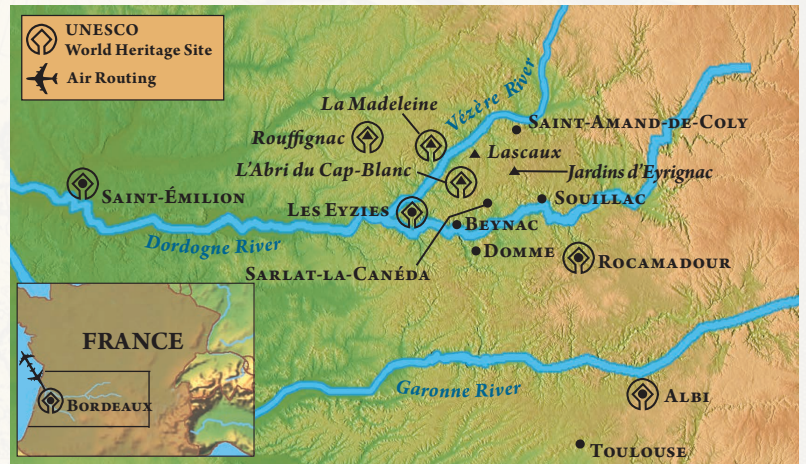 UNESCO
World Heritage Site
Air Routing
La Madeleine
Vézère River
Rouffignac
Saint-Amand-de-Coly
Lascaux
L'Abri du Cap-Blanc
Jardins d'Eyrignac
Saint-Émilion
Souillac
Les Eyzies
Beynac
Dordogne River
Domme
Sarlat-la-Canéda
Rocamadour
FRANCE
Bordeaux
Garonne River
Albi
Toulouse